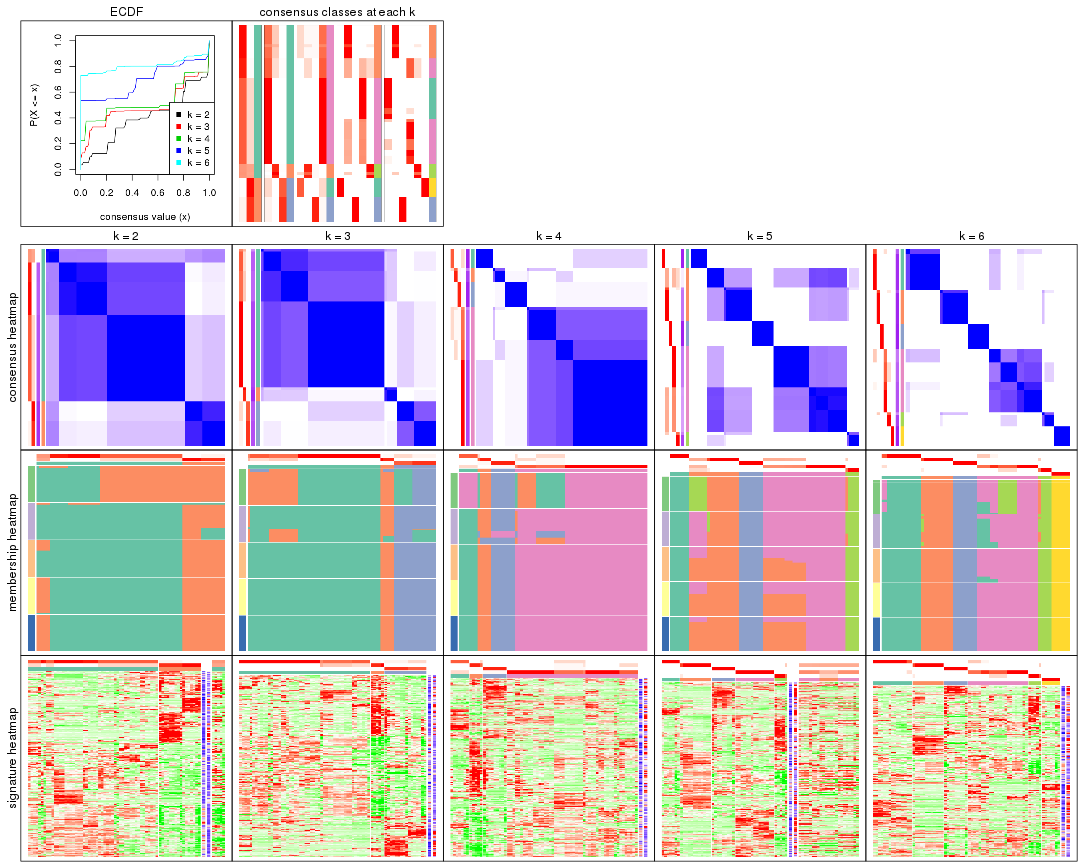 ECDF
consensus classes at each k
P(X <= x)
0.0 0.2 0.4 0.6 0.8 1.0
k = 2
k = 3
k = 4
k = 5
k = 6
0.0 0.2 0.4 0.6 0.8 1.0
consensus value (x)
k = 2
k = 3
k = 4
k = 5
k = 6
consensus heatmap
membership heatmap
signature heatmap